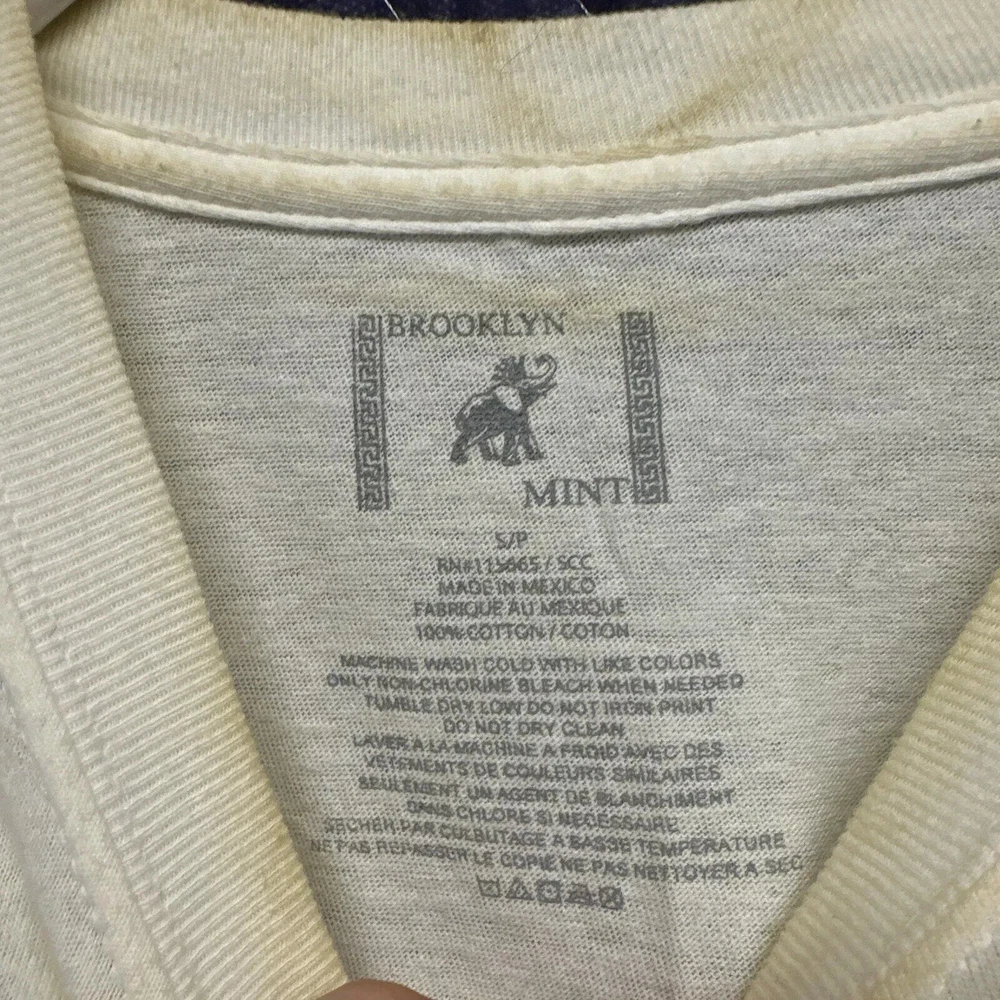 BROOKLYN
MINT
S/P
RN#115665 / SCC
MADE IN MEXICO
FABRIQUE AU MEXIQUE
100% COTTON / COTON
MACHINE WASH COLD WITH LIKE COLORS
ONLY NON-CHLORINE BLEACH WHEN NEEDED
TUMBLE DRY LOW DO NOT IRON PRINT
DO NOT DRY CLEAN
LAVER A LA MACHINE A FROID AVEC DES
VETEMENTS DE COULEURS SIMILAIRES
SEULEMENT UN AGENT DE BLANCHIMENT
DANS CHLORE SI NECESSAIRE
SECHER PAR CULBUTAGE A BASSE TEMPERATURE
NE PAS REPASSER LE COPIE NE PAS NETTOYER A SEC